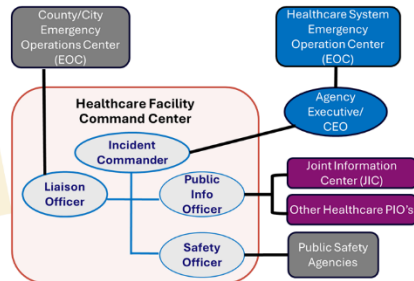 County/City
Emergency
Operations Center
(EOC)
Healthcare System
Emergency
Operation Center
(EOC)
Healthcare Facility
Command Center
Agency
Executive/
CEO
Incident
Commander
Liaison
Officer
Public
Info
Officer
Joint Information
Center (JIC)
Other Healthcare PIO's
Safety
Officer
Public Safety
Agencies